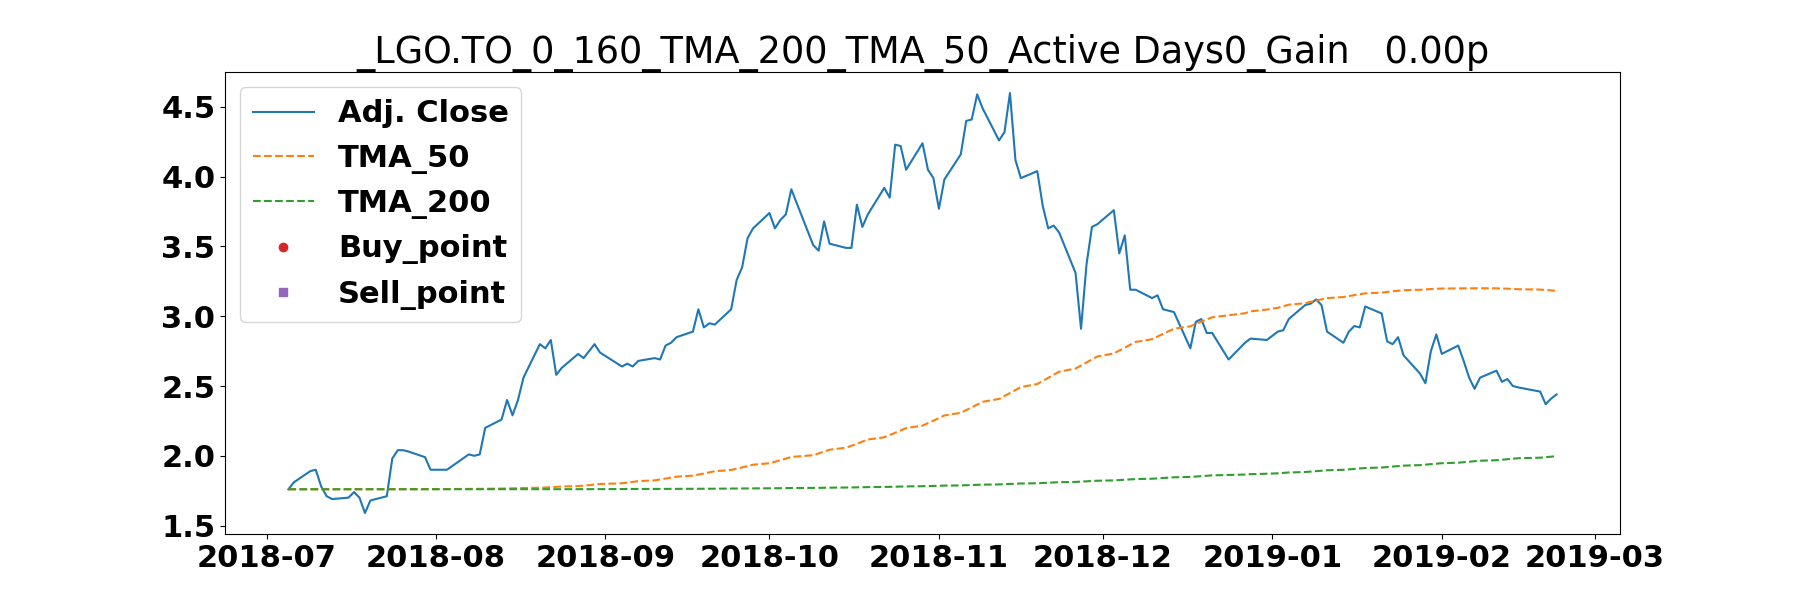 _LGO.TO_0_160_TMA_200_TMA_50_Active Days0_Gain   0.00p
Adj. Close
TMA_50
TMA_200
Buy_point
Sell_point
4.5
4.0
3.5
3.0
2.5
2.0
1.5
2018-07 2018-08 2018-09 2018-10 2018-11 2018-12 2019-01 2019-02 2019-03